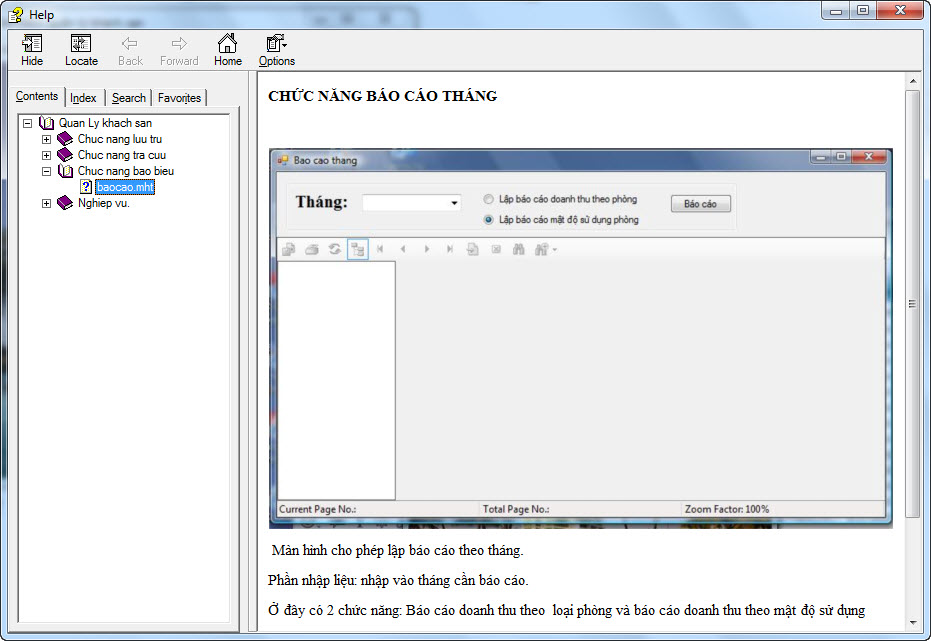 Help
Hide Locate Back Forward Home Options
Contents Index Search Favorites
Quan Ly khach san
Chuc nang luu tru
Chuc nang tra cuu
Chuc nang bao bieu
baocao.mht
Nghiep vu.
CHỨC NĂNG BÁO CÁO THÁNG
Bao cao thang
Tháng:
Lập báo cáo doanh thu theo phòng
Lập báo cáo mật độ sử dụng phòng
Báo cáo
Current Page No.: Total Page No.: Zoom Factor: 100%
Màn hình cho phép lập báo cáo theo tháng.
Phần nhập liệu: nhập vào tháng cần báo cáo.
Ở đây có 2 chức năng: Báo cáo doanh thu theo loại phòng và báo cáo doanh thu theo mật độ sử dụng